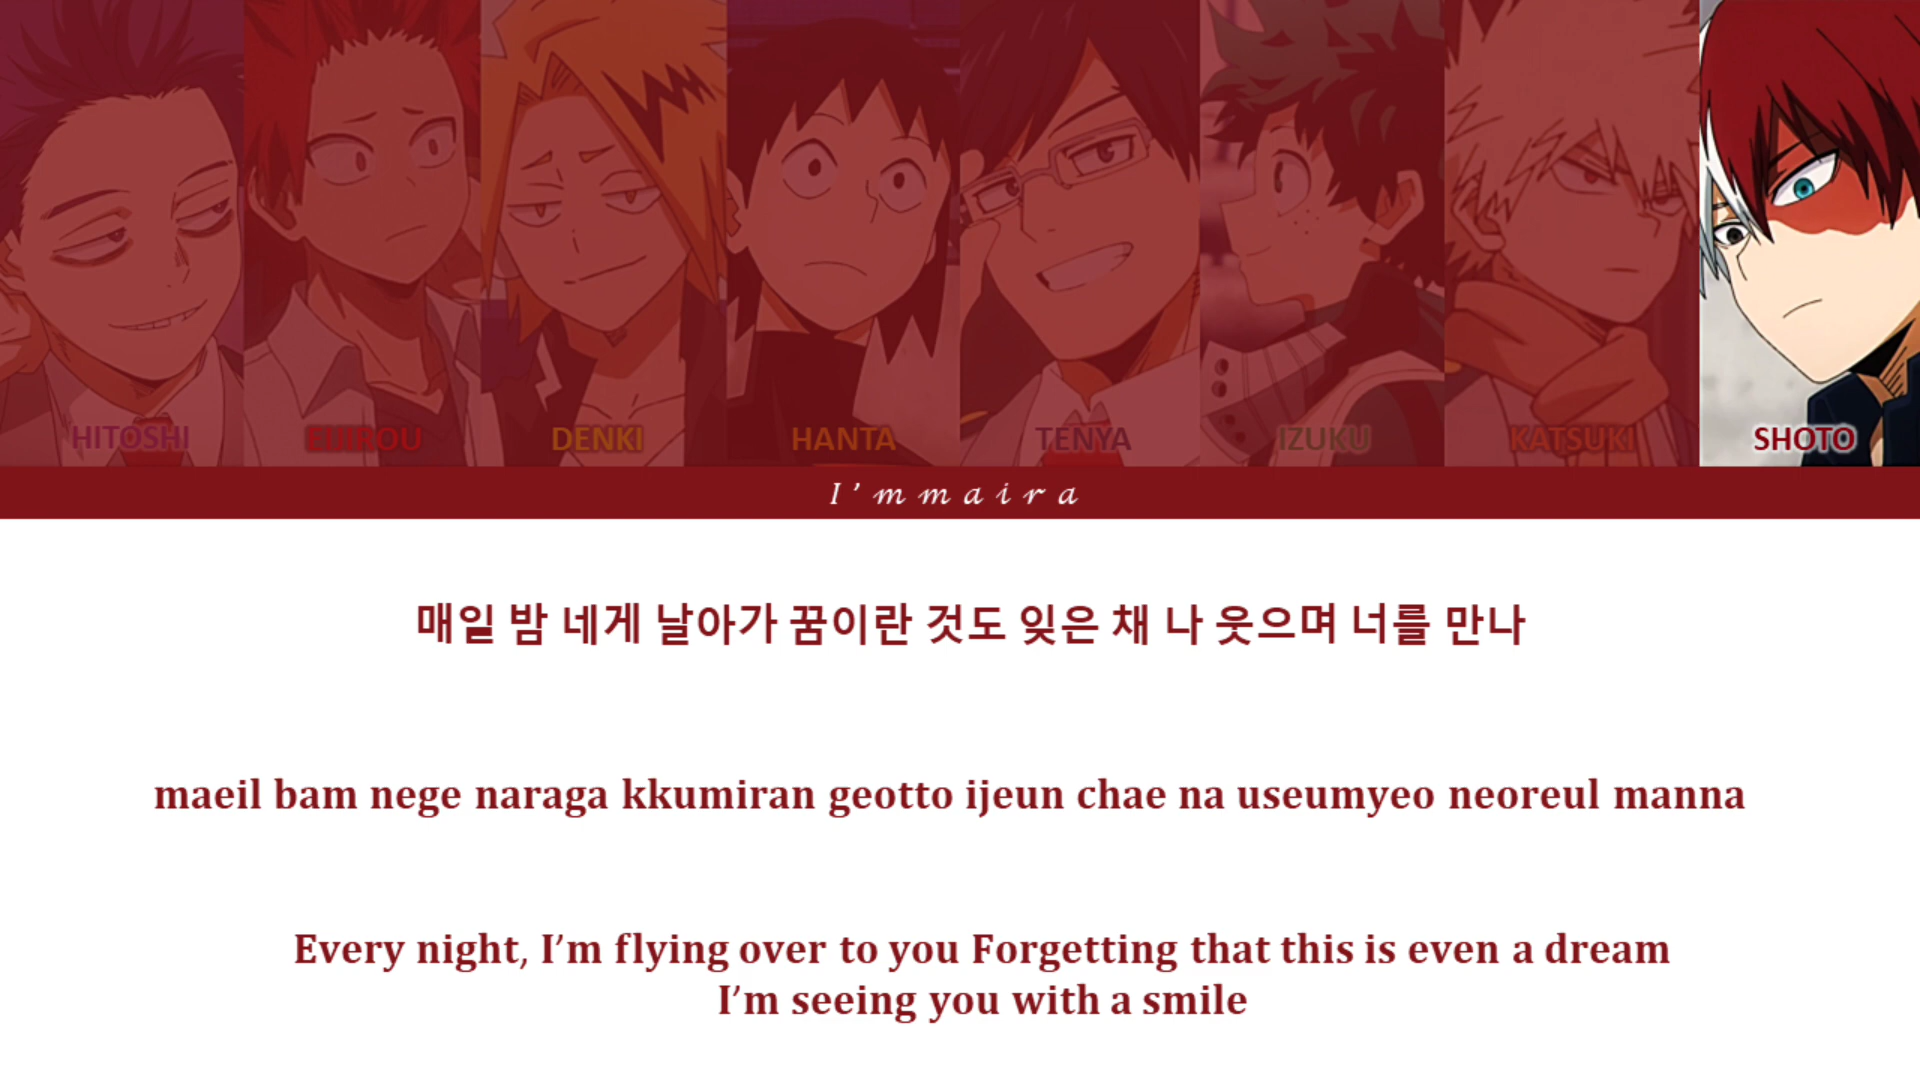 HITOSHI EIJIROU DENKI HANTA TENYA IZUKU KATSUKI SHOTO
I'mmaira
매일 밤 네게 날아가 꿈이란 것도 잊은 채 나 웃으며 너를 만나
maeil bam nege naraga kkumiran geotto ijeun chae na useumyeo neoreul manna
Every night, I'm flying over to you Forgetting that this is even a dream
I'm seeing you with a smile